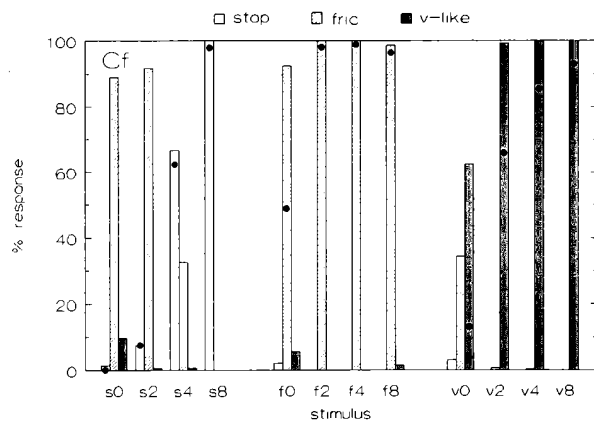 stop fric v-like
Cf
100
80
60
40
20
0
% response
s0 s2 s4 s8 f0 f2 f4 f8 v0 v2 v4 v8
stimulus